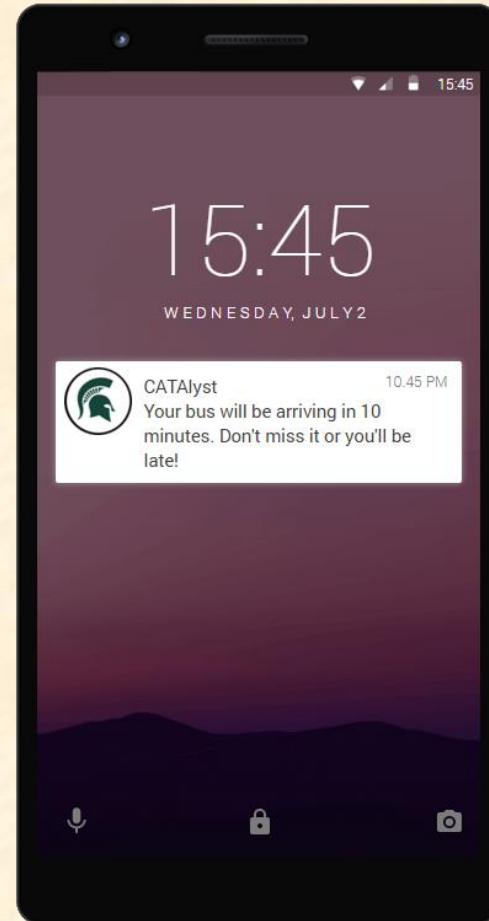 15:45
15:45
WEDNESDAY, JULY2
CATAlyst 10.45 PM
Your bus will be arriving in 10
minutes. Don't miss it or you'll be
late!